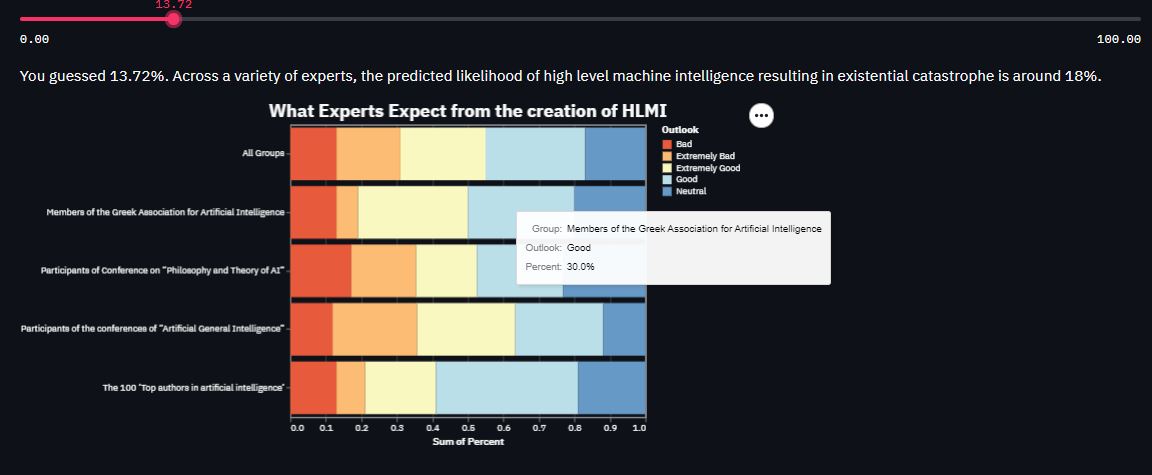 13.72
0.00 100.00
You guessed 13.72%. Across a variety of experts, the predicted likelihood of high level machine intelligence resulting in existential catastrophe is around 18%.
What Experts Expect from the creation of HLMI
Outlook
Bad
Extremely Bad
Extremely Good
Good
Neutral
All Groups
Members of the Greek Association for Artificial Intelligence
Group: Members of the Greek Association for Artificial Intelligence
Outlook: Good
Percent: 30.0%
Participants of Conference on "Philosophy and Theory of AI"
Participants of the conferences of "Artificial General Intelligence"
The 100 'Top authors in artificial intelligence'
0.0 0.1 0.2 0.3 0.4 0.5 0.6 0.7 0.8 0.9 1.0
Sum of Percent